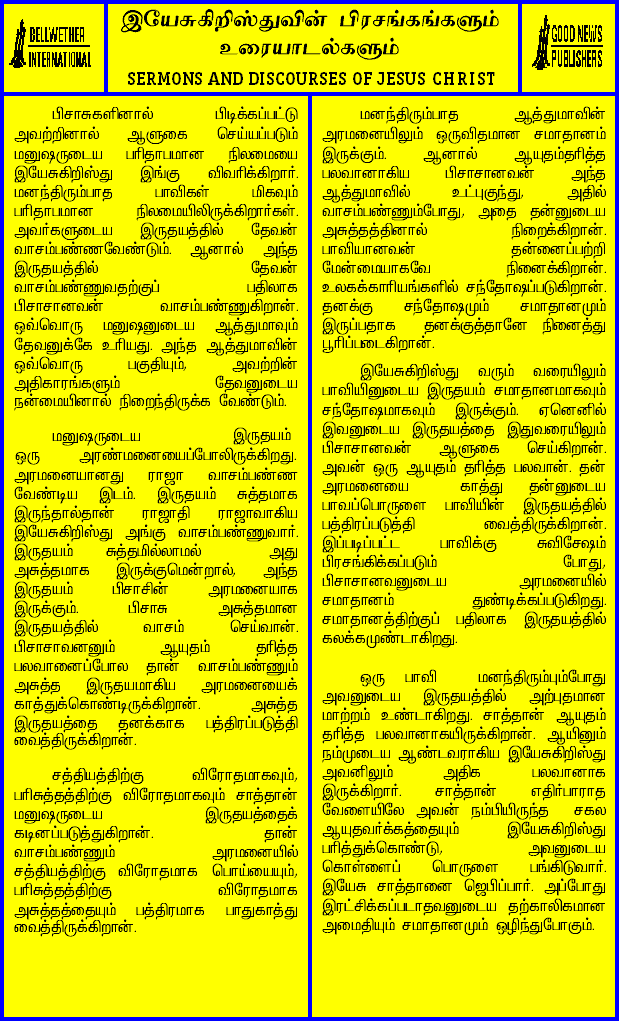 BELLWETHER
INTERNATIONAL
இயேசுகிறிஸ்துவின் பிரசங்கங்களும்
உரையாடல்களும்
SERMONS AND DISCOURSES OF JESUS CHRIST
GOOD NEWS
PUBLISHERS
பிசாசுகளினால் பிடிக்கப்பட்டு
அவற்றினால் ஆளுகை செய்யப்படும்
மனுஷருடைய பரிதாபமான நிலமையை
இயேசுகிறிஸ்து இங்கு விவரிக்கிறார்.
மனந்திரும்பாத பாவிகள் மிகவும்
பரிதாபமான நிலமையிலிருக்கிறார்கள்.
அவர்களுடைய இருதயத்தில் தேவன்
வாசம்பண்ணவேண்டும். ஆனால் அந்த
இருதயத்தில் தேவன்
வாசம்பண்ணுவதற்குப் பதிலாக
பிசாசானவன் வாசம்பண்ணுகிறான்.
ஒவ்வொரு மனுஷனுடைய ஆத்துமாவும்
தேவனுக்கே உரியது. அந்த ஆத்துமாவின்
ஒவ்வொரு பகுதியும், அவற்றின்
அதிகாரங்களும் தேவனுடைய
நன்மையினால் நிறைந்திருக்க வேண்டும்.
மனுஷருடைய இருதயம்
ஒரு அரண்மனையைப்போலிருக்கிறது.
அரமனையானது ராஜா வாசம்பண்ண
வேண்டிய இடம். இருதயம் சுத்தமாக
இருந்தால்தான் ராஜாதி ராஜாவாகிய
இயேசுகிறிஸ்து அங்கு வாசம்பண்ணுவார்.
இருதயம் சுத்தமில்லாமல் அது
அசுத்தமாக இருக்குமென்றால், அந்த
இருதயம் பிசாசின் அரமனையாக
இருக்கும். பிசாசு அசுத்தமான
இருதயத்தில் வாசம் செய்வான்.
பிசாசானவனும் ஆயுதம் தரித்த
பலவானைப்போல தான் வாசம்பண்ணும்
அசுத்த இருதயமாகிய அரமனையைக்
காத்துக்கொண்டிருக்கிறான். அசுத்த
இருதயத்தை தனக்காக பத்திரப்படுத்தி
வைத்திருக்கிறான்.
சத்தியத்திற்கு விரோதமாகவும்,
பரிசுத்தத்திற்கு விரோதமாகவும் சாத்தான்
மனுஷருடைய இருதயத்தைக்
கடினப்படுத்துகிறான். தான்
வாசம்பண்ணும் அரமனையில்
சத்தியத்திற்கு விரோதமாக பொய்யையும்,
பரிசுத்தத்திற்கு விரோதமாக
அசுத்தத்தையும் பத்திரமாக பாதுகாத்து
வைத்திருக்கிறான்.
மனந்திரும்பாத ஆத்துமாவின்
அரமனையிலும் ஒருவிதமான சமாதானம்
இருக்கும். ஆனால் ஆயுதம்தரித்த
பலவானாகிய பிசாசானவன் அந்த
ஆத்துமாவில் உட்புகுந்து, அதில்
வாசம்பண்ணும்போது, அதை தன்னுடைய
அசுத்தத்தினால் நிறைக்கிறான்.
பாவியானவன் தன்னைப்பற்றி
மேன்மையாகவே நினைக்கிறான்.
உலகக்காரியங்களில் சந்தோஷப்படுகிறான்.
தனக்கு சந்தோஷமும் சமாதானமும்
இருப்பதாக தனக்குத்தானே நினைத்து
பூரிப்படைகிறான்.
இயேசுகிறிஸ்து வரும் வரையிலும்
பாவியினுடைய இருதயம் சமாதானமாகவும்
சந்தோஷமாகவும் இருக்கும். ஏனெனில்
இவனுடைய இருதயத்தை இதுவரையிலும்
பிசாசானவன் ஆளுகை செய்கிறான்.
அவன் ஒரு ஆயுதம் தரித்த பலவான். தன்
அரமனையை காத்து தன்னுடைய
பாவப்பொருளை பாவியின் இருதயத்தில்
பத்திரப்படுத்தி வைத்திருக்கிறான்.
இப்படிப்பட்ட பாவிக்கு சுவிசேஷம்
பிரசங்கிக்கப்படும் போது,
பிசாசானவனுடைய அரமனையில்
சமாதானம் துண்டிக்கப்படுகிறது.
சமாதானத்திற்குப் பதிலாக இருதயத்தில்
கலக்கமுண்டாகிறது.
ஒரு பாவி மனந்திரும்பும்போது
அவனுடைய இருதயத்தில் அற்புதமான
மாற்றம் உண்டாகிறது. சாத்தான் ஆயுதம்
தரித்த பலவானாகயிருக்கிறான். ஆயினும்
நம்முடைய ஆண்டவராகிய இயேசுகிறிஸ்து
அவனிலும் அதிக பலவானாக
இருக்கிறார். சாத்தான் எதிர்பாராத
வேளையிலே அவன் நம்பியிருந்த சகல
ஆயுதவர்க்கத்தையும் இயேசுகிறிஸ்து
பரித்துக்கொண்டு, அவனுடைய
கொள்ளைப் பொருளை பங்கிடுவார்.
இயேசு சாத்தானை ஜெபிப்பார். அப்போது
இரட்சிக்கப்படாதவனுடைய தற்காலிகமான
அமைதியும் சமாதானமும் ஒழிந்துபோகும்.